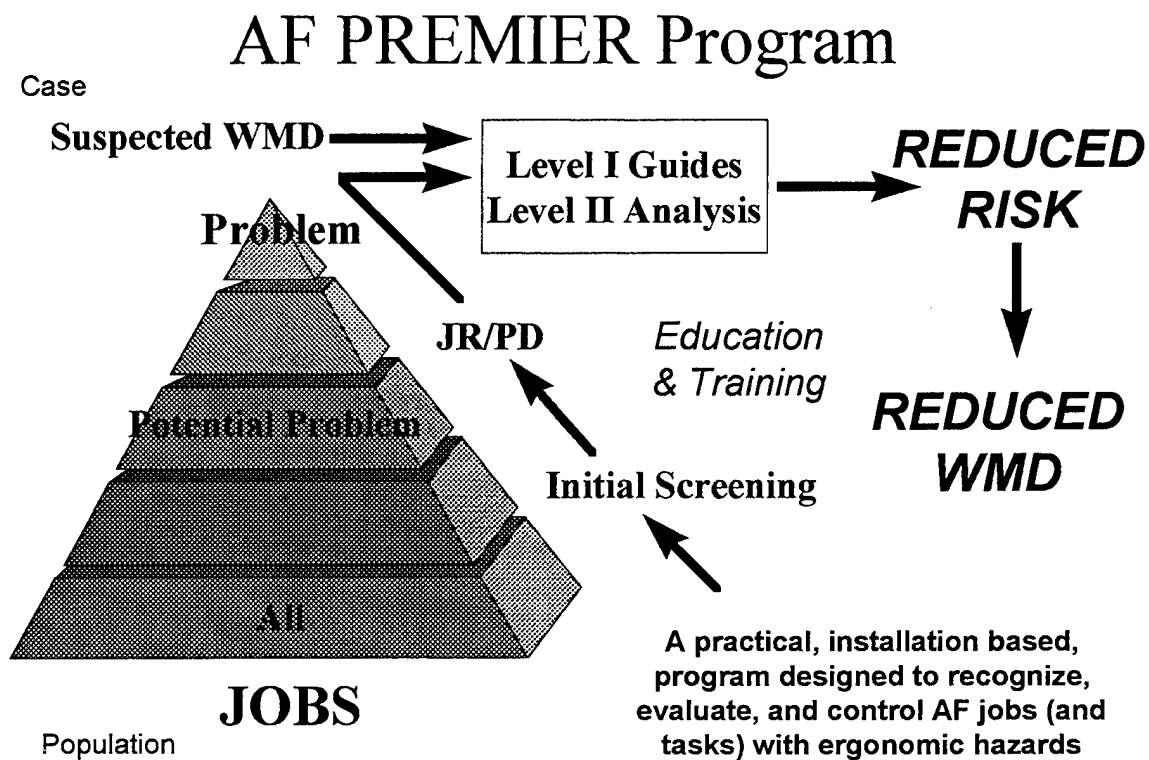 AF PREMIER Program
Case
Suspected WMD
Level I Guides
Level II Analysis
REDUCED
RISK
Problem
JR/PD
Education
& Training
REDUCED
WMD
Potential Problem
Initial Screening
All
JOBS
Population
A practical, installation based,
program designed to recognize,
evaluate, and control AF jobs (and
tasks) with ergonomic hazards